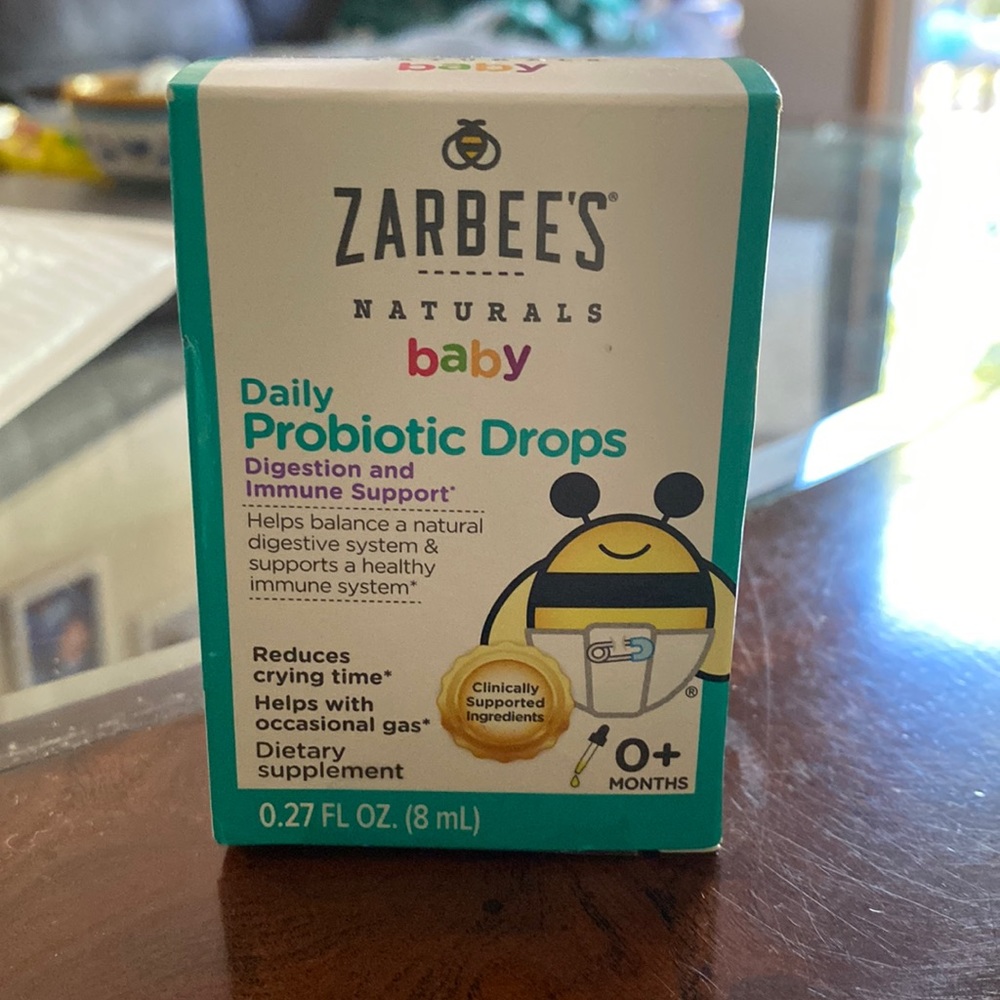 baby
ZARBEE'S®
NATURALS
baby
Daily
Probiotic Drops
Digestion and
Immune Support*
Helps balance a natural
digestive system &
supports a healthy
immune system*
Reduces
crying time*
Helps with
occasional gas*
Dietary
supplement
Clinically
Supported
Ingredients
®
0+
MONTHS
0.27 FL OZ. (8 mL)